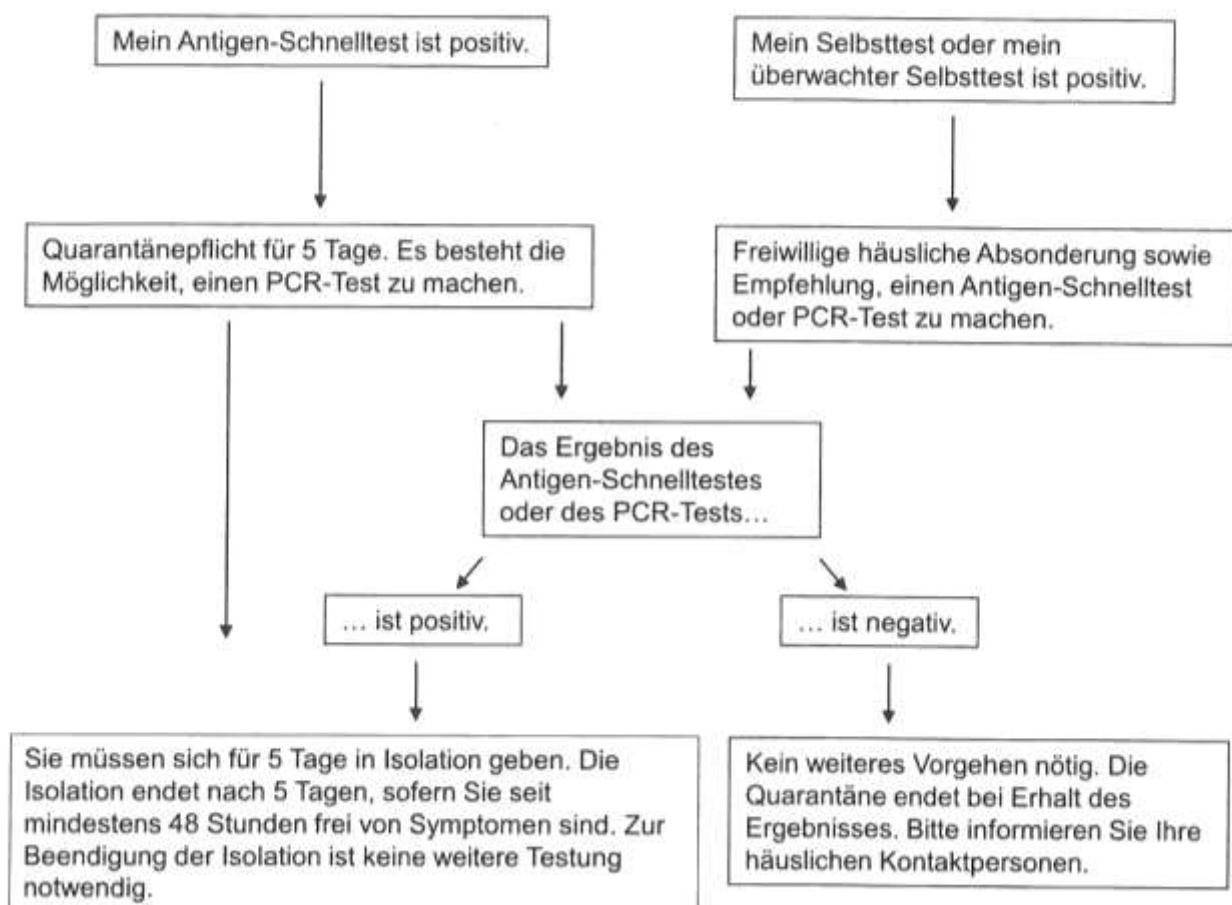 Mein Antigen-Schnelltest ist positiv.
Mein Selbsttest oder mein
überwachter Selbsttest ist positiv.
Quarantänepflicht für 5 Tage. Es besteht die
Möglichkeit, einen PCR-Test zu machen.
Freiwillige häusliche Absonderung sowie
Empfehlung, einen Antigen-Schnelltest
oder PCR-Test zu machen.
Das Ergebnis des
Antigen-Schnelltestes
oder des PCR-Tests…
… ist positiv.
… ist negativ.
Sie müssen sich für 5 Tage in Isolation geben. Die
Isolation endet nach 5 Tagen, sofern Sie seit
mindestens 48 Stunden frei von Symptomen sind. Zur
Beendigung der Isolation ist keine weitere Testung
notwendig.
Kein weiteres Vorgehen nötig. Die
Quarantäne endet bei Erhalt des
Ergebnisses. Bitte informieren Sie Ihre
häuslichen Kontaktpersonen.